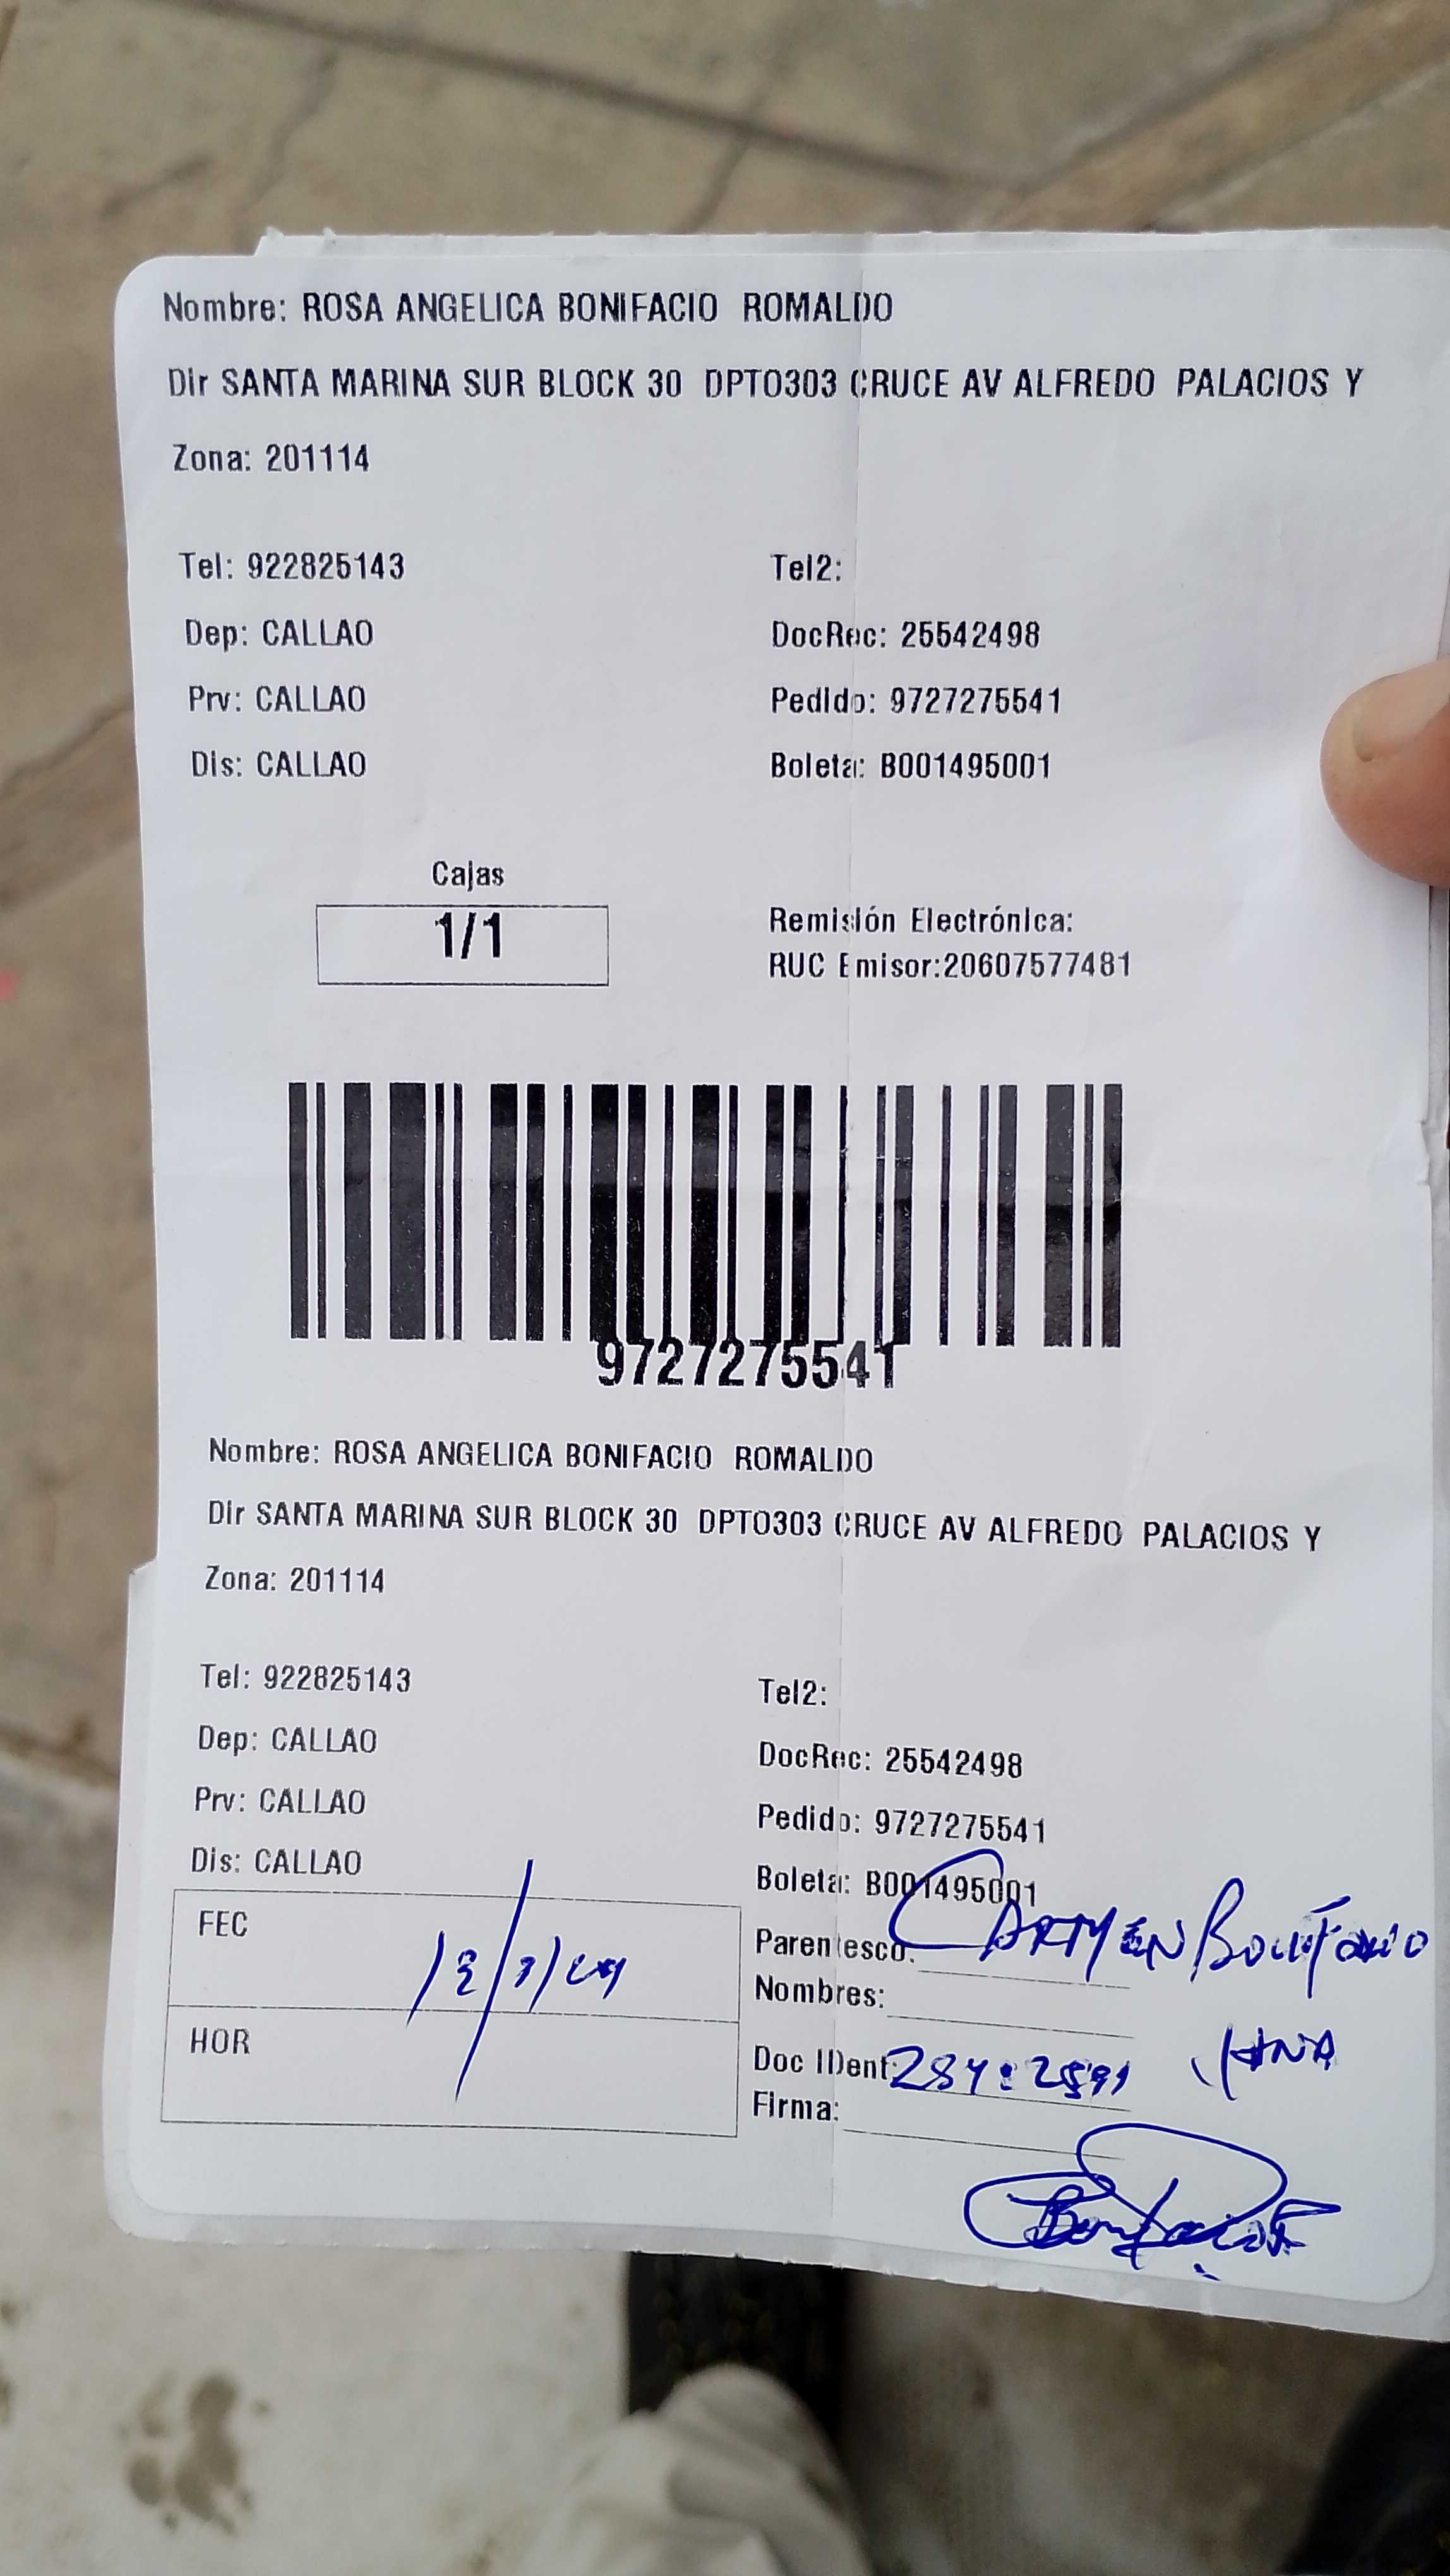 Nombre: ROSA ANGELICA BONIFACIO ROMALDO
Dir SANTA MARINA SUR BLOCK 30 DPTO303 CRUCE AV ALFREDO PALACIOS Y
Zona: 201114
Tel: 922825143 Tel2:
Dep: CALLAO DocRec: 25542498
Prv: CALLAO Pedido: 9727275541
Dis: CALLAO Boleta: B001495001
Cajas
1/1
Remisión Electrónica:
RUC Emisor:20607577481
9727275541
Nombre: ROSA ANGELICA BONIFACIO ROMALDO
Dir SANTA MARINA SUR BLOCK 30 DPTO303 CRUCE AV ALFREDO PALACIOS Y
Zona: 201114
Tel: 922825143 Tel2:
Dep: CALLAO DocRec: 25542498
Prv: CALLAO Pedido: 9727275541
Dis: CALLAO Boleta: B001495001
FEC
Parentesco: CARMEN BONIFACIO
Nombres:
HOR
Doc IDent:
Firma: